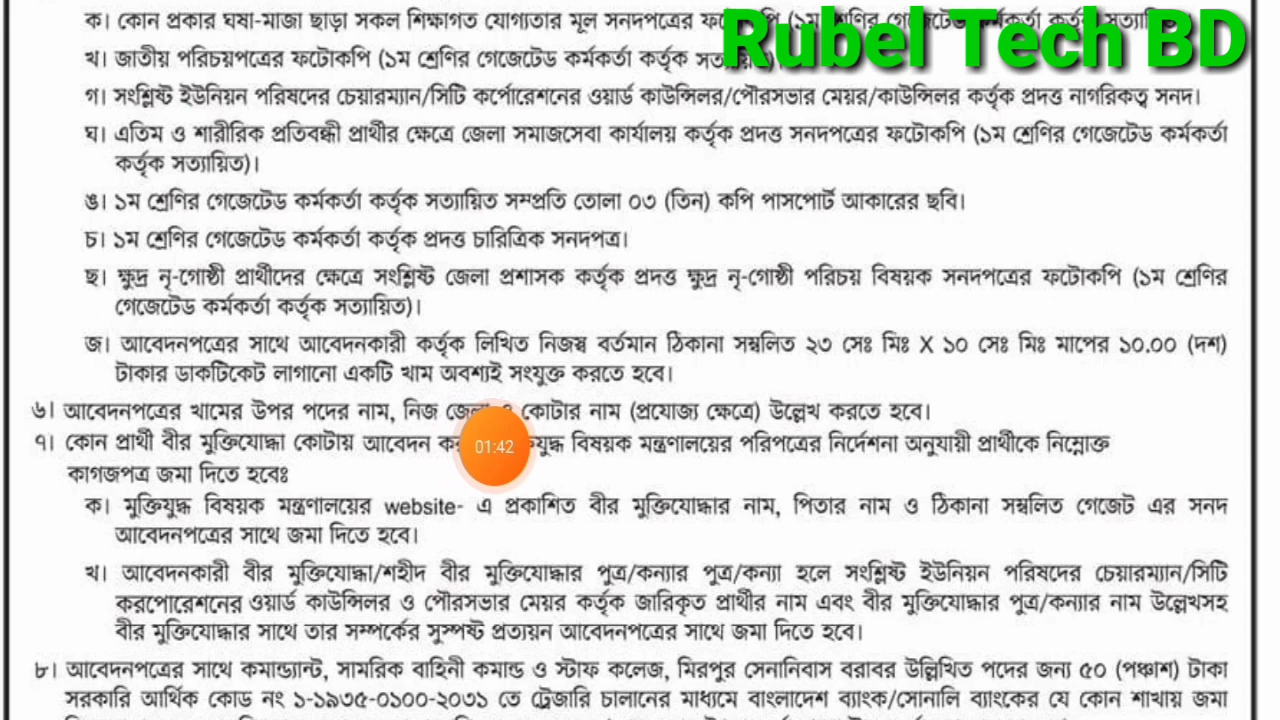 ক। কোন প্রকার ঘষা-মাজা ছাড়া সকল শিক্ষাগত যোগ্যতার মূল সনদপত্রের
Rubel Tech BD
খ। জাতীয় পরিচয়পত্রের ফটোকপি (১ম শ্রেণির গেজেটেড কর্মকর্তা কর্তৃক
গ। সংশ্লিষ্ট ইউনিয়ন পরিষদের চেয়ারম্যান/সিটি কর্পোরেশনের ওয়ার্ড কাউন্সিলর/পৌরসভার মেয়র/কাউন্সিলর কর্তৃক প্রদত্ত নাগরিকত্ব সনদ।
ঘ। এতিম ও শারীরিক প্রতিবন্ধী প্রার্থীর ক্ষেত্রে জেলা সমাজসেবা কার্যালয় কর্তৃক প্রদত্ত সনদপত্রের ফটোকপি (১ম শ্রেণির গেজেটেড কর্মকর্তা
কর্তৃক সত্যায়িত)।
ঙ। ১ম শ্রেণির গেজেটেড কর্মকর্তা কর্তৃক সত্যায়িত সম্প্রতি তোলা ০৩ (তিন) কপি পাসপোর্ট আকারের ছবি।
চ। ১ম শ্রেণির গেজেটেড কর্মকর্তা কর্তৃক প্রদত্ত চারিত্রিক সনদপত্র।
ছ। ক্ষুদ্র নৃ-গোষ্ঠী প্রার্থীদের ক্ষেত্রে সংশ্লিষ্ট জেলা প্রশাসক কর্তৃক প্রদত্ত ক্ষুদ্র নৃ-গোষ্ঠী পরিচয় বিষয়ক সনদপত্রের ফটোকপি (১ম শ্রেণির
গেজেটেড কর্মকর্তা কর্তৃক সত্যায়িত)।
জ। আবেদনপত্রের সাথে আবেদনকারী কর্তৃক লিখিত নিজস্ব বর্তমান ঠিকানা সম্বলিত ২৩ সেঃ মিঃ X ১০ সেঃ মিঃ মাপের ১০.০০ (দশ)
টাকার ডাকটিকেট লাগানো একটি খাম অবশ্যই সংযুক্ত করতে হবে।
৬। আবেদনপত্রের খামের উপর পদের নাম, নিজ জেলা ও কোটার নাম (প্রযোজ্য ক্ষেত্রে) উল্লেখ করতে হবে।
৭। কোন প্রার্থী বীর মুক্তিযোদ্ধা কোটায় আবেদন বিষয়ক মন্ত্রণালয়ের পরিপত্রের নির্দেশনা অনুযায়ী প্রার্থীকে নিম্নোক্ত
01:42
কাগজপত্র জমা দিতে হবেঃ
ক। মুক্তিযুদ্ধ বিষয়ক মন্ত্রণালয়ের website- এ প্রকাশিত বীর মুক্তিযোদ্ধার নাম, পিতার নাম ও ঠিকানা সম্বলিত গেজেট এর সনদ
আবেদনপত্রের সাথে জমা দিতে হবে।
খ। আবেদনকারী বীর মুক্তিযোদ্ধা/শহীদ বীর মুক্তিযোদ্ধার পুত্র/কন্যার পুত্র/কন্যা হলে সংশ্লিষ্ট ইউনিয়ন পরিষদের চেয়ারম্যান/সিটি
করপোরেশনের ওয়ার্ড কাউন্সিলর ও পৌরসভার মেয়র কর্তৃক জারিকৃত প্রার্থীর নাম এবং বীর মুক্তিযোদ্ধার পুত্র/কন্যার নাম উল্লেখসহ
বীর মুক্তিযোদ্ধার সাথে তার সম্পর্কের সুস্পষ্ট প্রত্যয়ন আবেদনপত্রের সাথে জমা দিতে হবে।
৮। আবেদনপত্রের সাথে কমান্ড্যান্ট, সামরিক বাহিনী কমান্ড ও স্টাফ কলেজ, মিরপুর সেনানিবাস বরাবর উল্লিখিত পদের জন্য ৫০ (পঞ্চাশ) টাকা
সরকারি আর্থিক কোড নং ১-১৯৩৫-০১০০-২০৩১ তে ট্রেজারি চালানের মাধ্যমে বাংলাদেশ ব্যাংক/সোনালি ব্যাংকের যে কোন শাখায় জমা